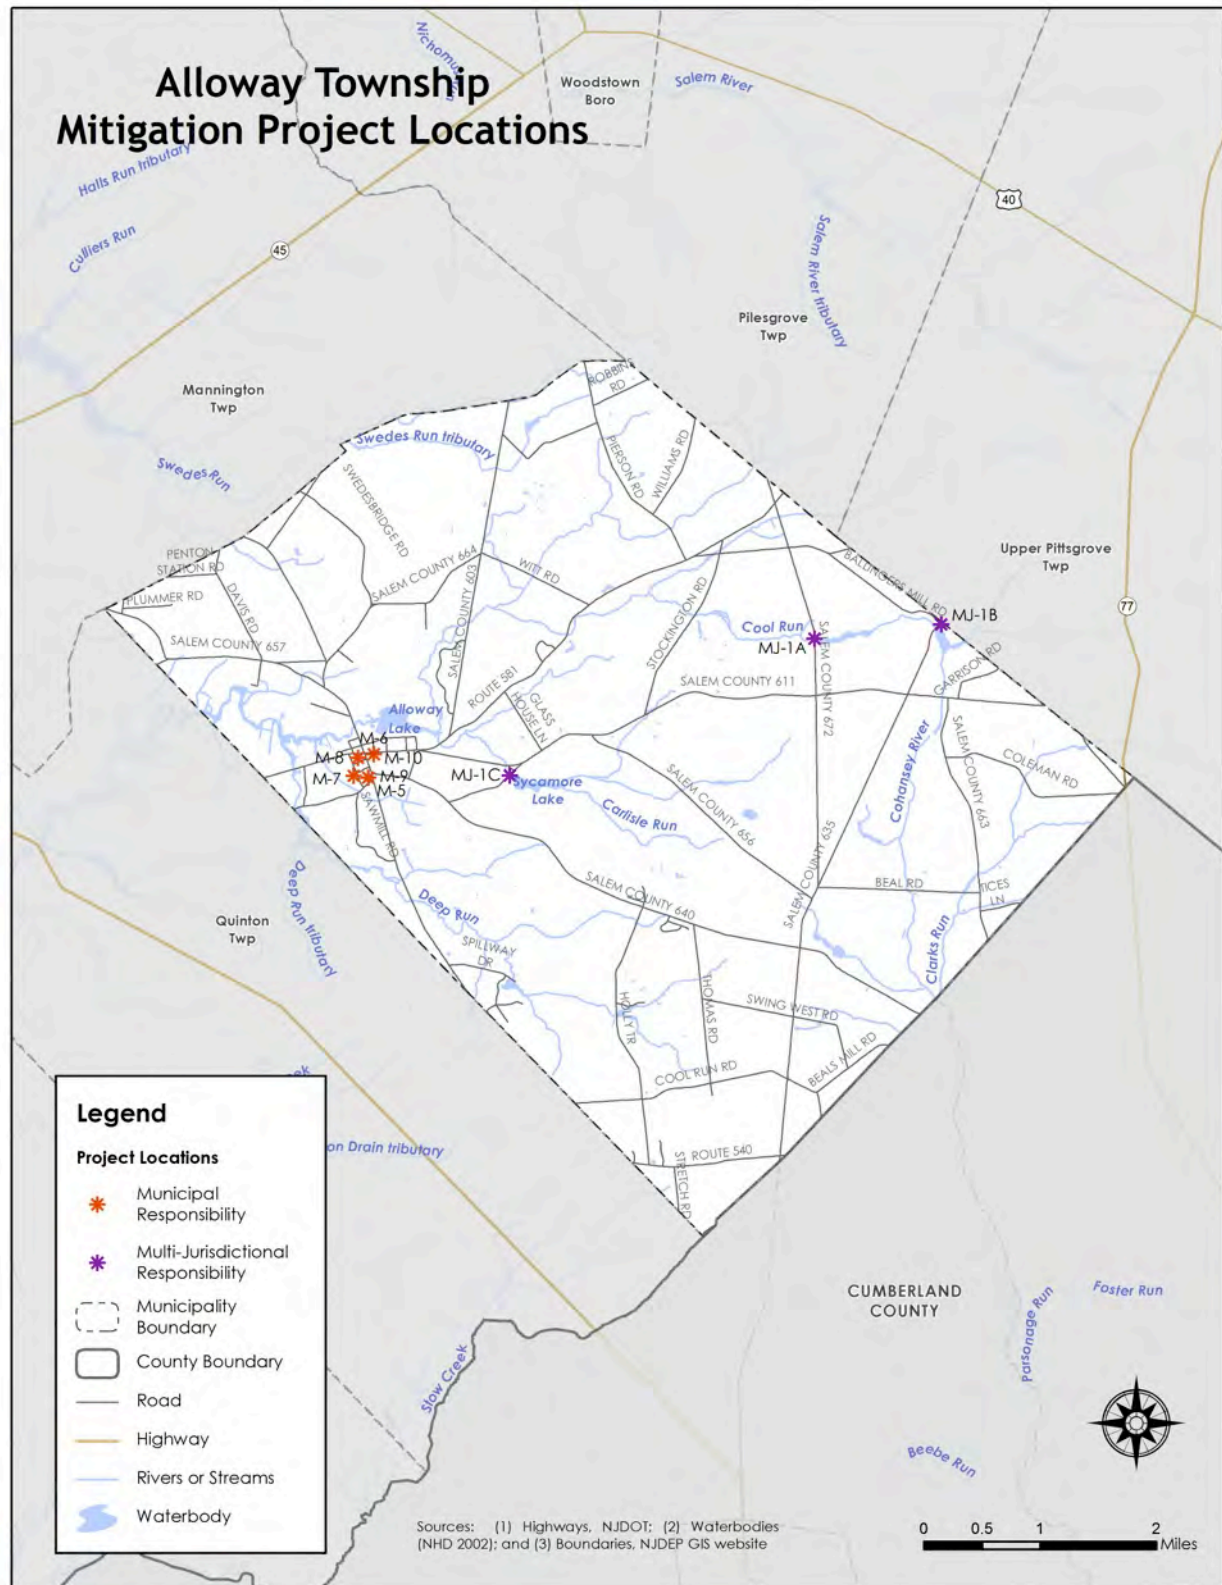 Alloway Township
Mitigation Project Locations
Woodstown
Boro
Salem River
Halls Run tributary
Culliers Run
45
40
Salem River tributary
Pilesgrove
Twp
Mannington
Twp
Swedes Run
Swedes Run tributary
ROBBINS
RD
PIERSON RD
WILLIAMS RD
SWEDESBRIDGE RD
Upper Pittsgrove
Twp
77
PENTON
STATION RD
PLUMMER RD
DAVIS RD
SALEM COUNTY 657
SALEM COUNTY 664
SALEM COUNTY 603
WITT RD
STOCKINGTON RD
BALLINGERS MILL RD
MJ-1B
Cool Run
MJ-1A
SALEM COUNTY 672
GARRISON RD
SALEM COUNTY 611
ROUTE 581
GLASS
HOUSE LN
Alloway
Lake
M-6
M-8
M-10
M-7
M-9
M-5
SAWMILL RD
MJ-1C
Sycamore
Lake
Carlisle Run
SALEM COUNTY 656
SALEM COUNTY 635
Cohansey River
SALEM COUNTY 663
COLEMAN RD
BEAL RD
TICES
LN
SALEM COUNTY 640
Deep Run
Deep Run tributary
Quinton
Twp
SPILLWAY
DR
Clarks Run
HOLLY TR
THOMAS RD
SWING WEST RD
BEALS MILL RD
COOL RUN RD
ROUTE 540
STRETCH RD
on Drain tributary
CUMBERLAND
COUNTY
Foster Run
Parsonage Run
Stow Creek
Beebe Run
Legend
Project Locations
Municipal
Responsibility
Multi-Jurisdictional
Responsibility
Municipality
Boundary
County Boundary
Road
Highway
Rivers or Streams
Waterbody
Sources: (1) Highways, NJDOT; (2) Waterbodies
(NHD 2002); and (3) Boundaries, NJDEP GIS website
0 0.5 1 2
Miles